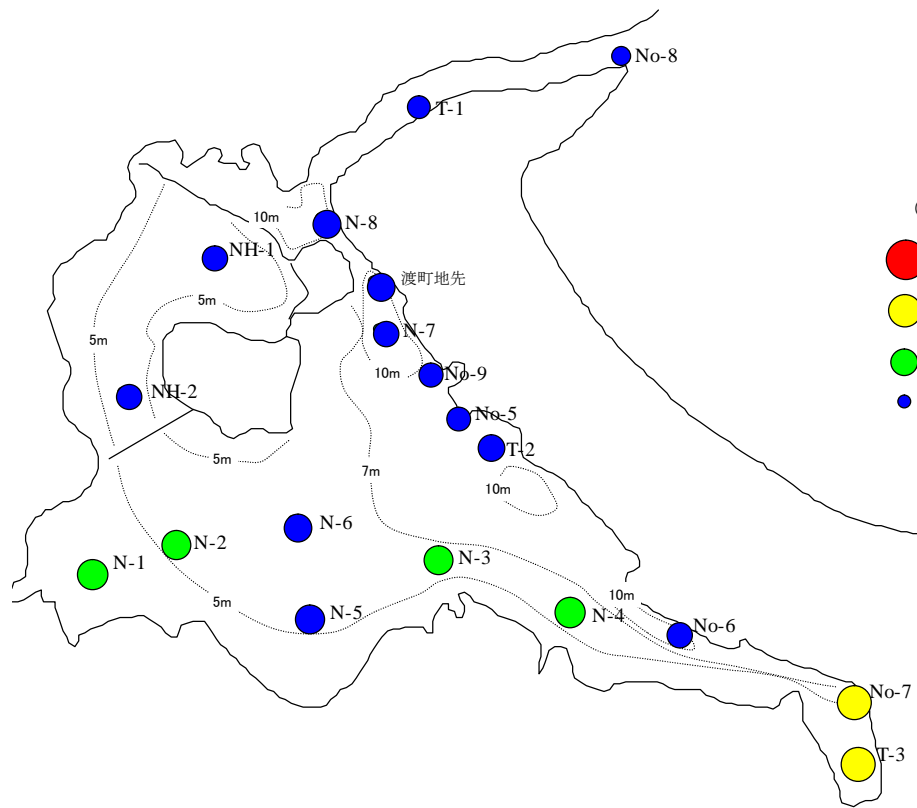 No-8
T-1
(
10m
N-8
NH-1
渡町地先
5m
N-7
5m
10m
No-9
NH-2
No-5
T-2
5m
7m
10m
N-6
N-2
N-3
N-1
5m
10m
N-5
N-4
No-6
No-7
T-3